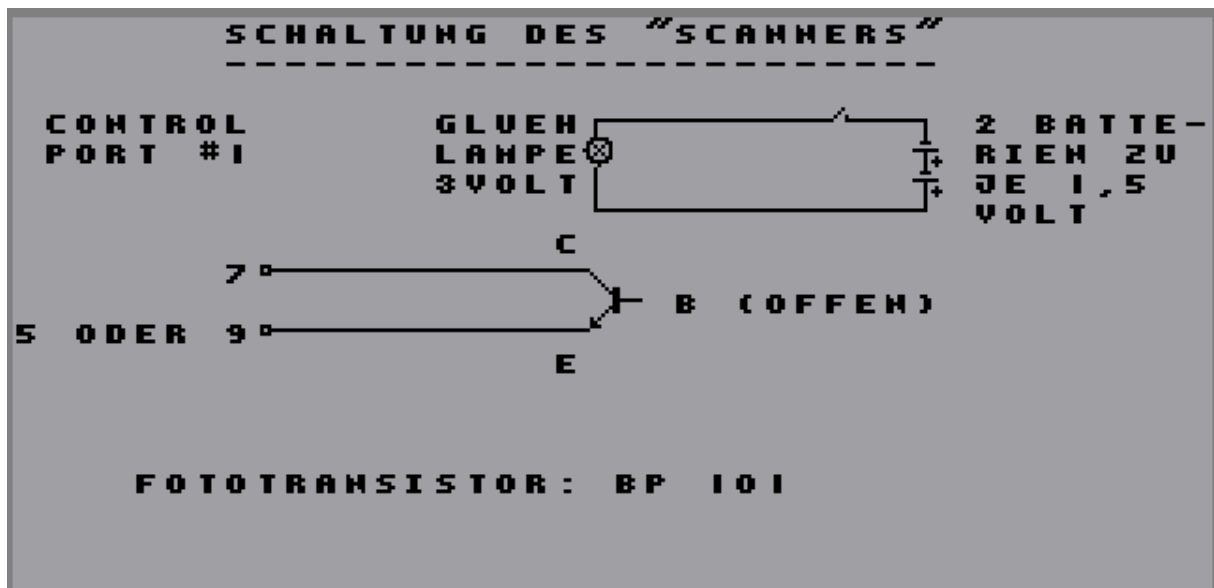 SCHALTUNG DES "SCANNERS"
------------------------
CONTROL
PORT #1
GLUEH
LAMPE
3VOLT
2 BATTE-
RIEN ZU
JE 1,5
VOLT
C
7
B (OFFEN)
5 ODER 9
E
FOTOTRANSISTOR: BP 101